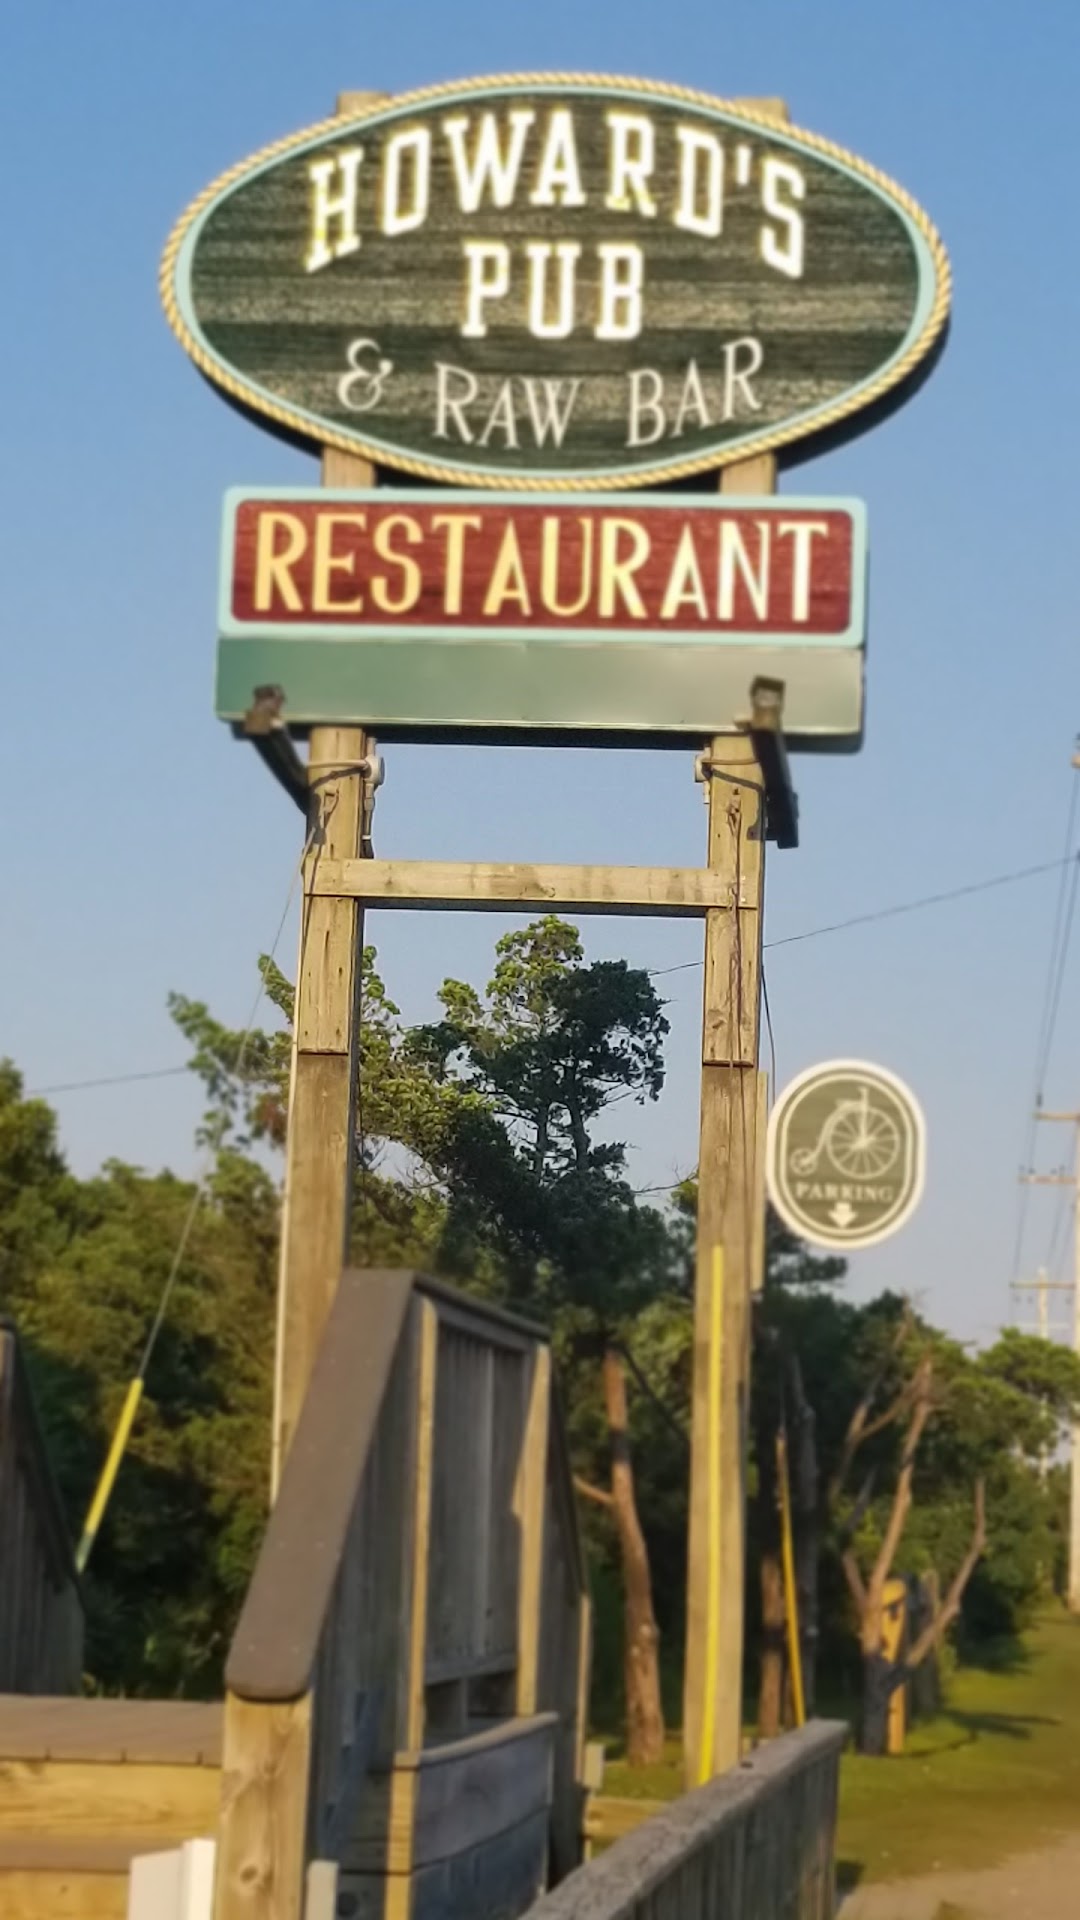 HOWARD'S
PUB
& RAW BAR
RESTAURANT
PARKING